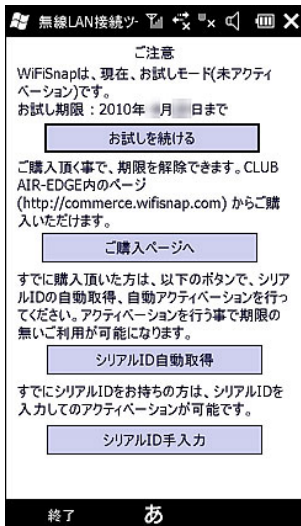 無線LAN接続ツ-
ご注意
WiFiSnapは、現在、お試しモード(未アクティ
ベーション)です。
お試し期限：2010年 月 日まで
お試しを続ける
ご購入頂く事で、期限を解除できます。CLUB
AIR-EDGE内のページ
(http://commerce.wifisnap.com) からご購
入いただけます。
ご購入ページへ
すでに購入頂いた方は、以下のボタンで、シリア
ルIDの自動取得、自動アクティベーションを行っ
てください。アクティベーションを行う事で期限の
無いご利用が可能になります。
シリアルID自動取得
すでにシリアルIDをお持ちの方は、シリアルIDを
入力してのアクティベーションが可能です。
シリアルID手入力
終了 あ